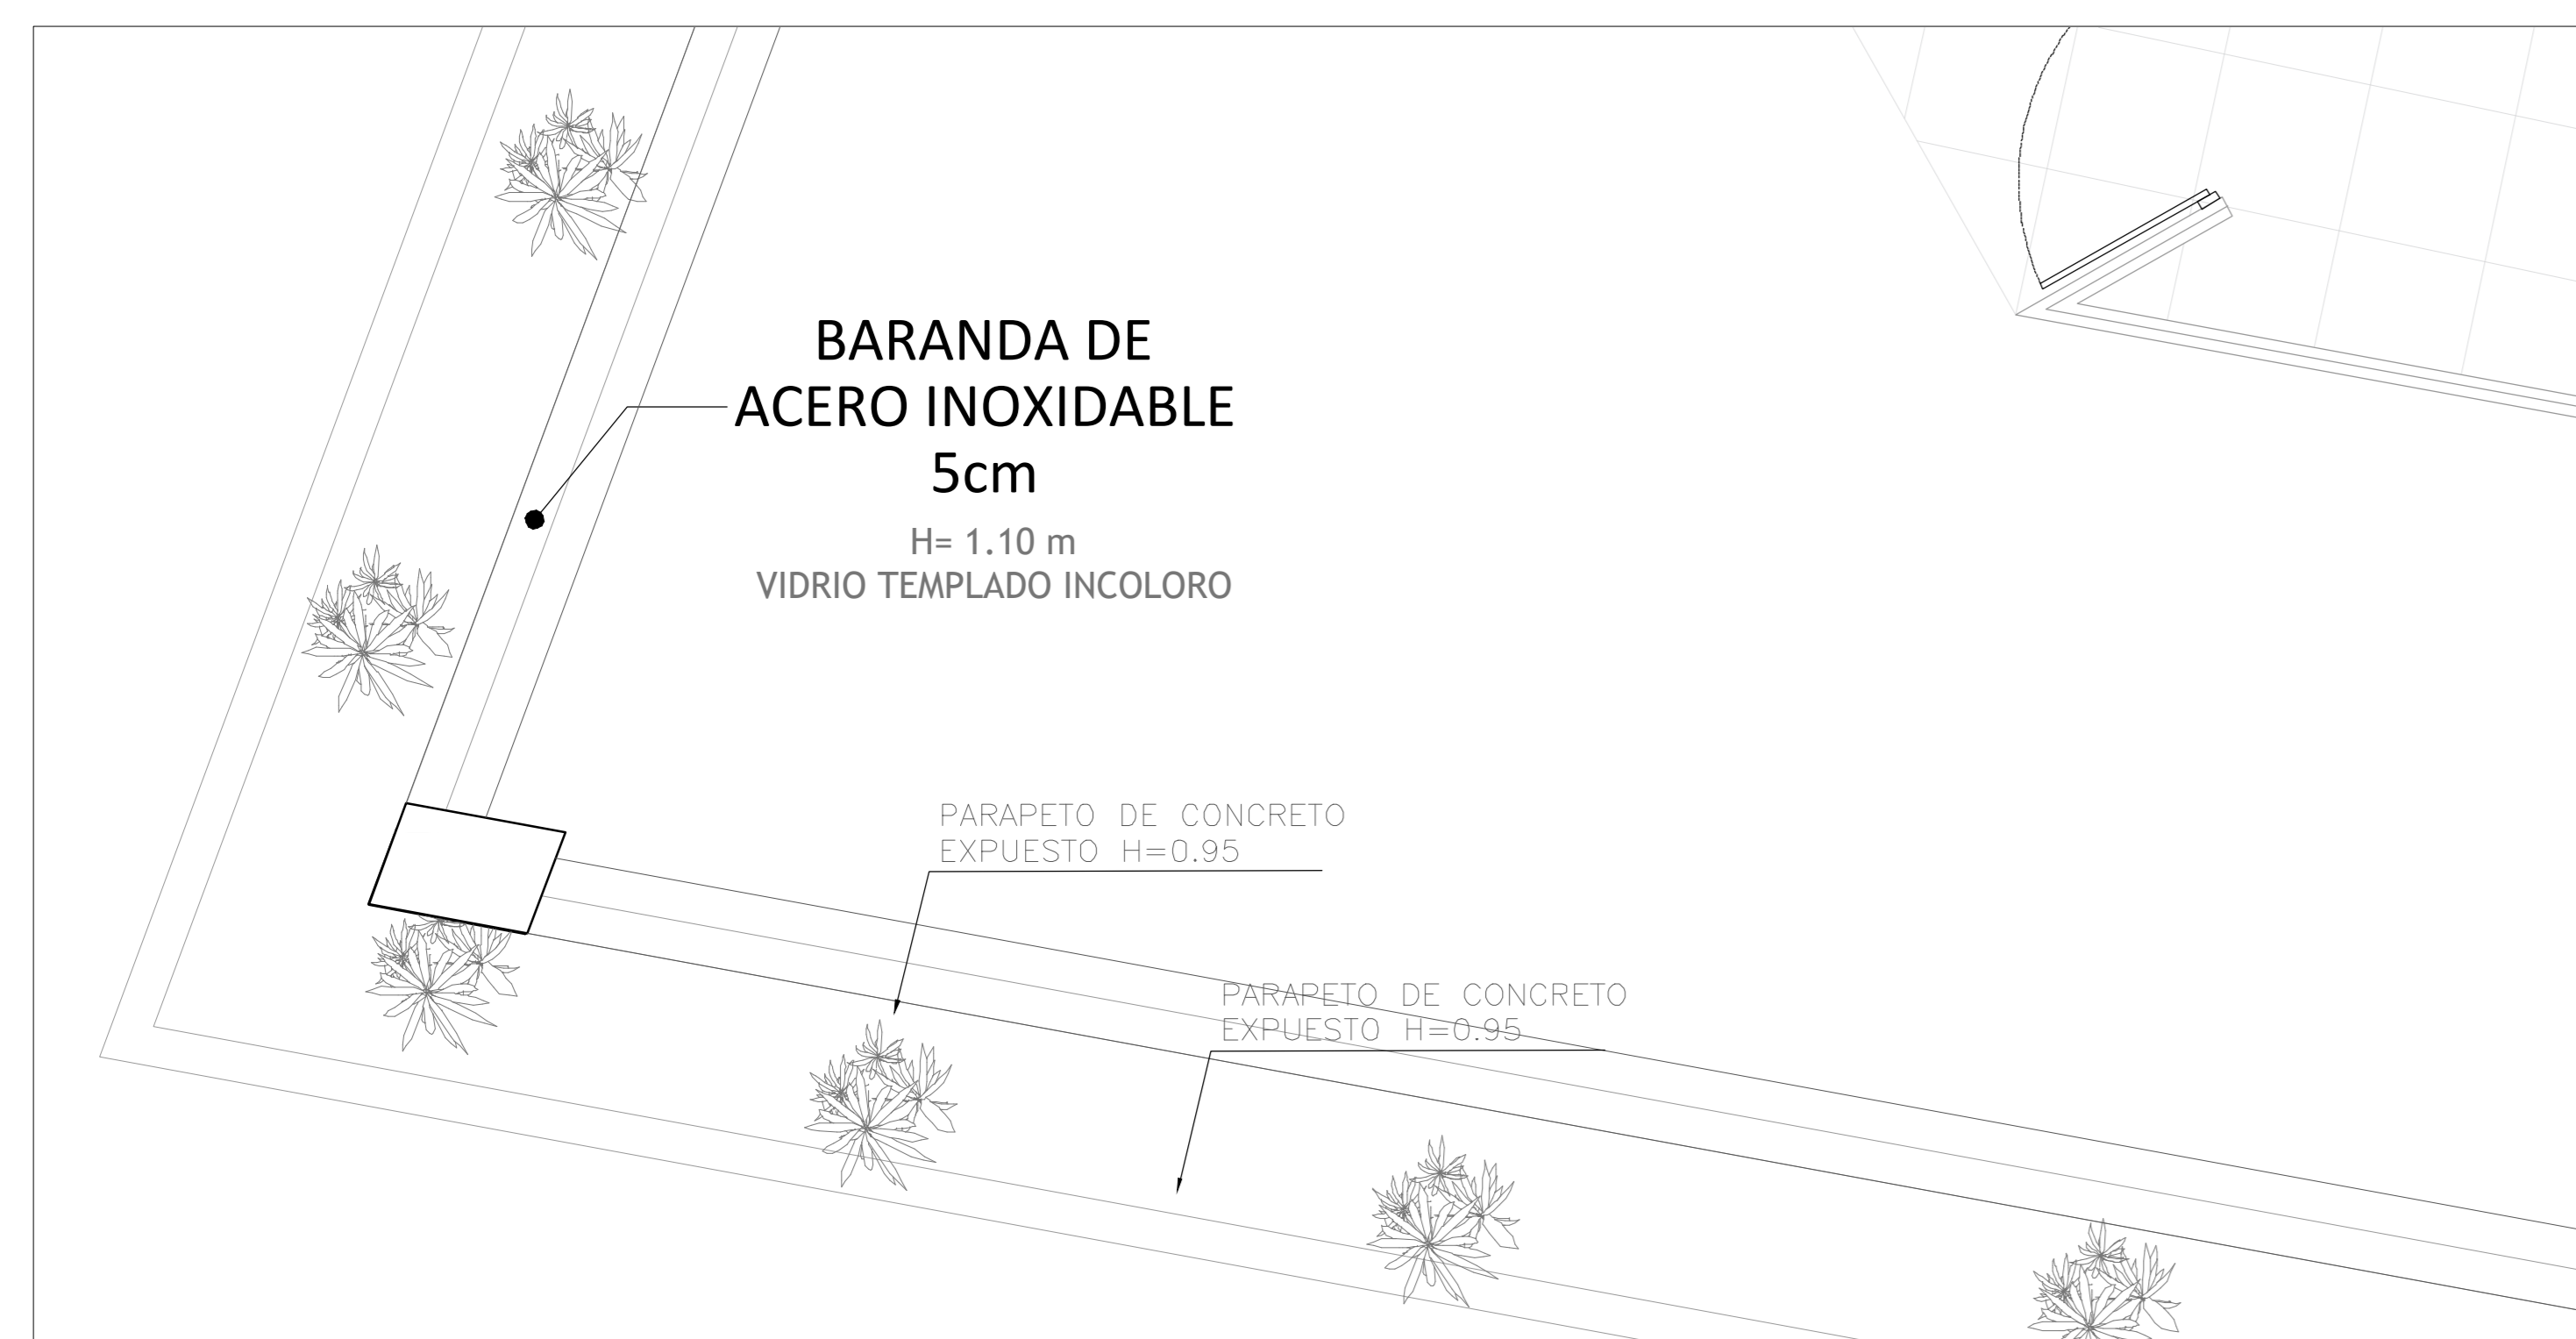 BARANDA DE
ACERO INOXIDABLE
5cm
H= 1.10 m
VIDRIO TEMPLADO INCOLORO
PARAPETO DE CONCRETO
EXPUESTO H=0.95
PARAPETO DE CONCRETO
EXPUESTO H=0.95